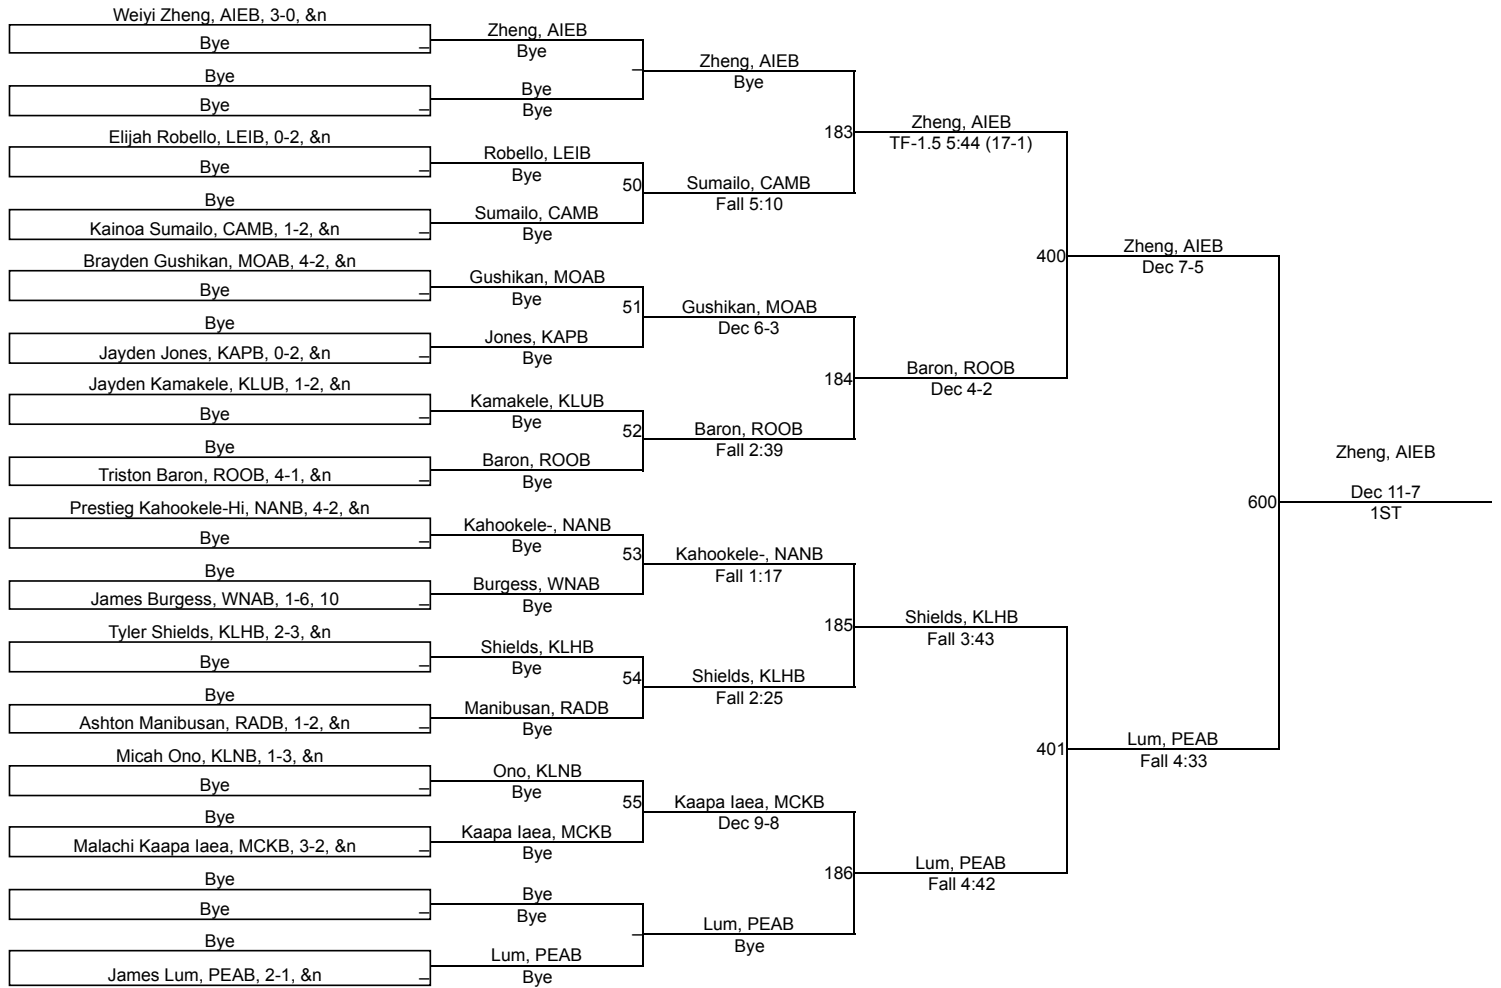 Weiyi Zheng, AIEB, 3-0, &n
Bye
Bye
Bye
Elijah Robello, LEIB, 0-2, &n
Bye
Bye
Kainoa Sumailo, CAMB, 1-2, &n
Brayden Gushikan, MOAB, 4-2, &n
Bye
Bye
Jayden Jones, KAPB, 0-2, &n
Jayden Kamakele, KLUB, 1-2, &n
Bye
Bye
Triston Baron, ROOB, 4-1, &n
Prestieg Kahookele-Hi, NANB, 4-2, &n
Bye
Bye
James Burgess, WNAB, 1-6, 10
Tyler Shields, KLHB, 2-3, &n
Bye
Bye
Ashton Manibusan, RADB, 1-2, &n
Micah Ono, KLNB, 1-3, &n
Bye
Bye
Malachi Kaapa Iaea, MCKB, 3-2, &n
Bye
Bye
Bye
James Lum, PEAB, 2-1, &n
Zheng, AIEB
Bye
Bye
Bye
Robello, LEIB
Bye
50
Sumailo, CAMB
Bye
Gushikan, MOAB
Bye
51
Jones, KAPB
Bye
Kamakele, KLUB
Bye
52
Baron, ROOB
Bye
Kahookele-, NANB
Bye
53
Burgess, WNAB
Bye
Shields, KLHB
Bye
54
Manibusan, RADB
Bye
Ono, KLNB
Bye
55
Kaapa Iaea, MCKB
Bye
Bye
Bye
Lum, PEAB
Bye
Zheng, AIEB
Bye
183
Sumailo, CAMB
Fall 5:10
Gushikan, MOAB
Dec 6-3
184
Baron, ROOB
Fall 2:39
Kahookele-, NANB
Fall 1:17
185
Shields, KLHB
Fall 2:25
Kaapa Iaea, MCKB
Dec 9-8
186
Lum, PEAB
Bye
Zheng, AIEB
TF-1.5 5:44 (17-1)
400
Baron, ROOB
Dec 4-2
Shields, KLHB
Fall 3:43
401
Lum, PEAB
Fall 4:42
Zheng, AIEB
Dec 7-5
600
Lum, PEAB
Fall 4:33
Zheng, AIEB
Dec 11-7
1ST